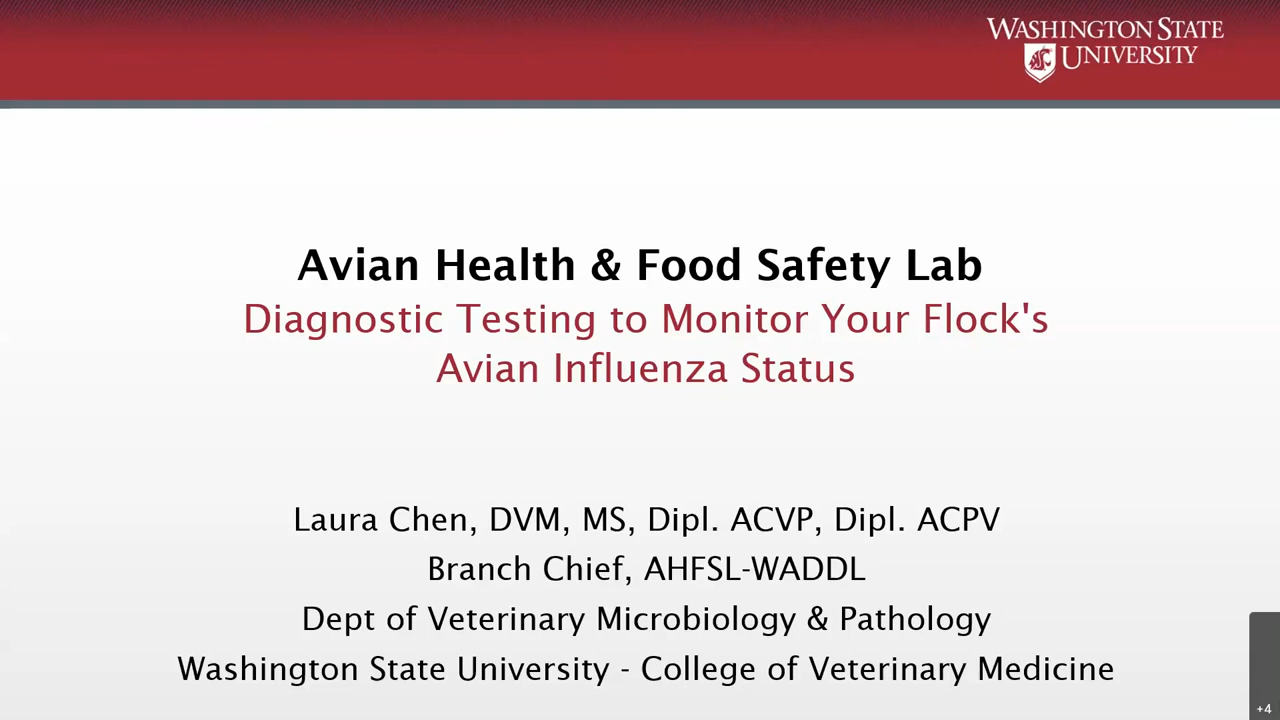 WASHINGTON STATE
UNIVERSITY
Avian Health & Food Safety Lab
Diagnostic Testing to Monitor Your Flock's
Avian Influenza Status
Laura Chen, DVM, MS, Dipl. ACVP, Dipl. ACPV
Branch Chief, AHFSL-WADDL
Dept of Veterinary Microbiology & Pathology
Washington State University - College of Veterinary Medicine
+4